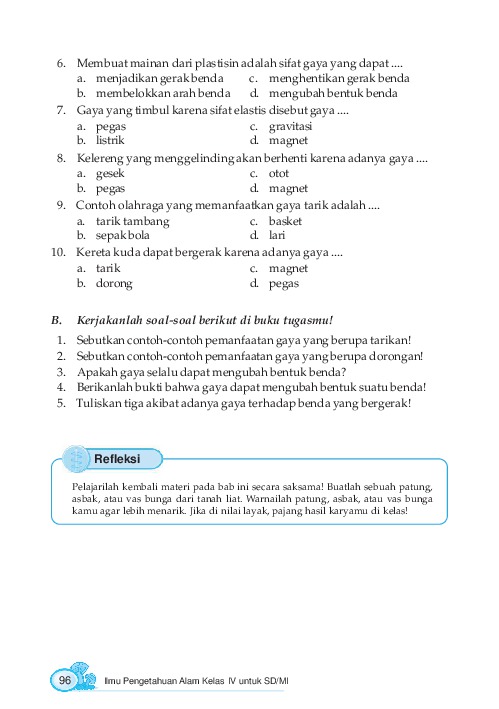 6. Membuat mainan dari plastisin adalah sifat gaya yang dapat ....
a. menjadikan gerak benda c. menghentikan gerak benda
b. membelokkan arah benda d. mengubah bentuk benda
7. Gaya yang timbul karena sifat elastis disebut gaya ....
a. pegas c. gravitasi
b. listrik d. magnet
8. Kelereng yang menggelinding akan berhenti karena adanya gaya ....
a. gesek c. otot
b. pegas d. magnet
9. Contoh olahraga yang memanfaatkan gaya tarik adalah ....
a. tarik tambang c. basket
b. sepak bola d. lari
10. Kereta kuda dapat bergerak karena adanya gaya ....
a. tarik c. magnet
b. dorong d. pegas
B. Kerjakanlah soal-soal berikut di buku tugasmu!
1. Sebutkan contoh-contoh pemanfaatan gaya yang berupa tarikan!
2. Sebutkan contoh-contoh pemanfaatan gaya yang berupa dorongan!
3. Apakah gaya selalu dapat mengubah bentuk benda?
4. Berikanlah bukti bahwa gaya dapat mengubah bentuk suatu benda!
5. Tuliskan tiga akibat adanya gaya terhadap benda yang bergerak!
Refleksi
Pelajarilah kembali materi pada bab ini secara saksama! Buatlah sebuah patung,
asbak, atau vas bunga dari tanah liat. Warnailah patung, asbak, atau vas bunga
kamu agar lebih menarik. Jika di nilai layak, pajang hasil karyamu di kelas!
96 Ilmu Pengetahuan Alam Kelas IV untuk SD/MI